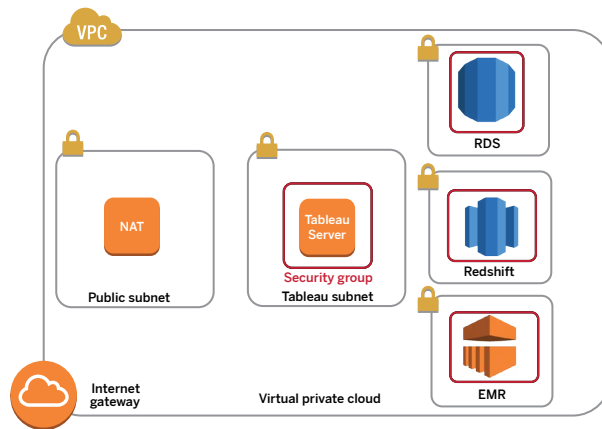 VPC
RDS
NAT
Public subnet
Tableau
Server
Security group
Tableau subnet
Redshift
EMR
Internet
gateway
Virtual private cloud